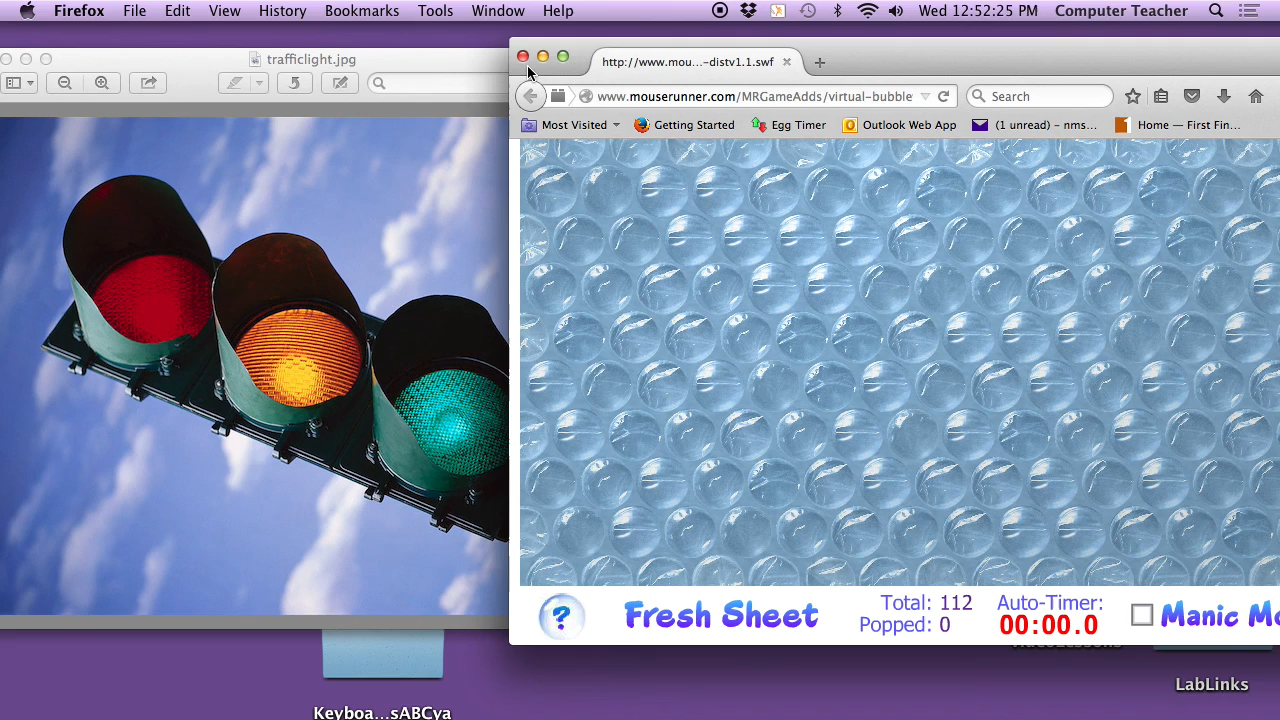 Firefox File Edit View History Bookmarks Tools Window Help Wed 12:52:25 PM Computer Teacher
trafficlight.jpg
http://www.mou...-distv1.1.swf
www.mouserunner.com/MRGameAdds/virtual-bubble
Search
Most Visited Getting Started Egg Timer Outlook Web App (1 unread) – nms... Home — First Fin...
?
Fresh Sheet
Total: 112
Popped: 0
Auto-Timer:
00:00.0
Manic Mo
LabLinks
Keyboa...sABCya